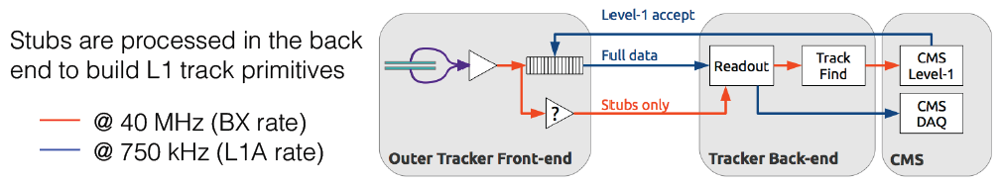 Stubs are processed in the back
end to build L1 track primitives
@ 40 MHz (BX rate)
@ 750 kHz (L1A rate)
Level-1 accept
Full data
Stubs only
?
Readout
Track
Find
CMS
Level-1
CMS
DAQ
Outer Tracker Front-end
Tracker Back-end
CMS